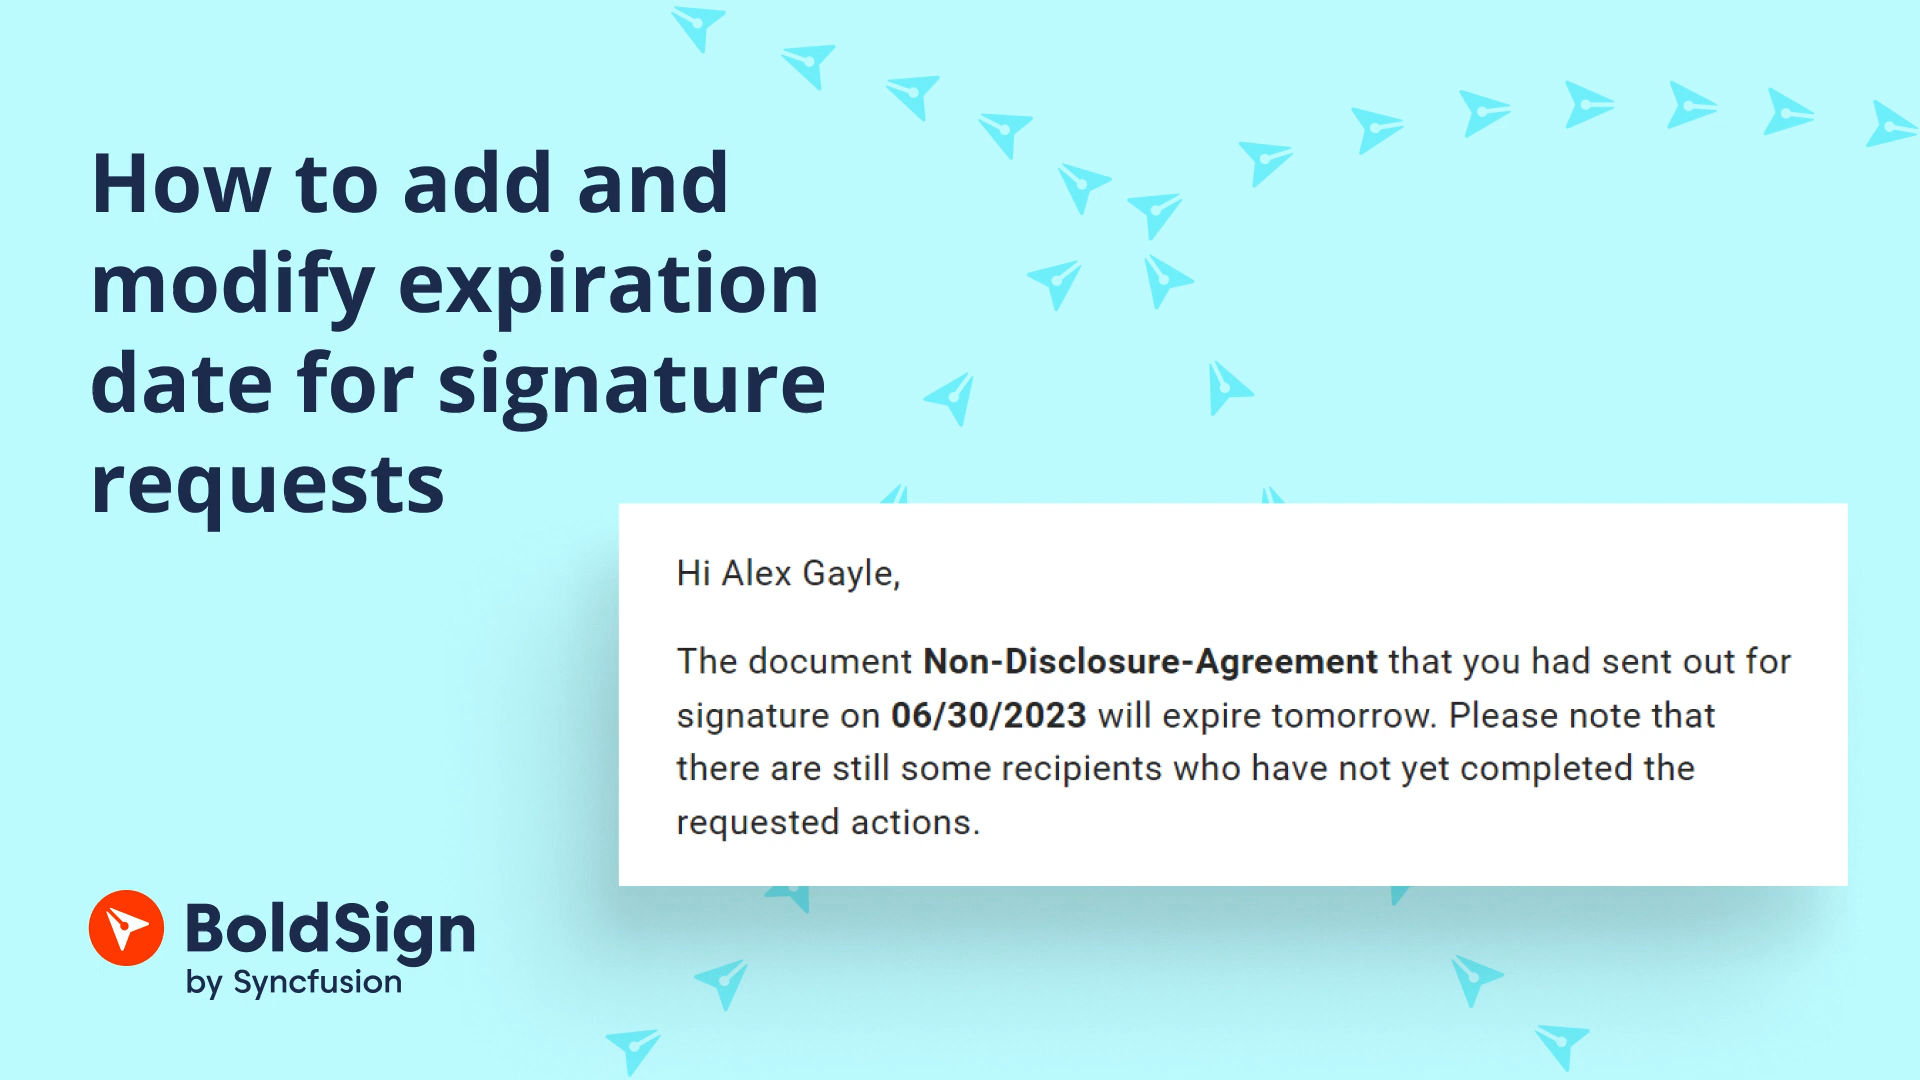 How to add and
modify expiration
date for signature
requests
Hi Alex Gayle,
The document Non-Disclosure-Agreement that you had sent out for
signature on 06/30/2023 will expire tomorrow. Please note that
there are still some recipients who have not yet completed the
requested actions.
BoldSign
by Syncfusion